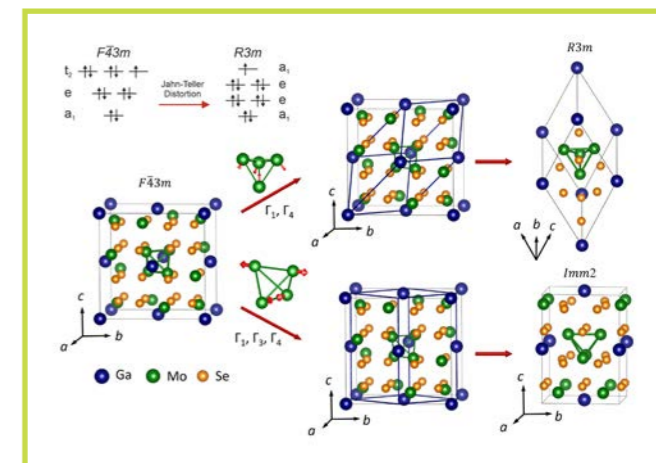 F4̅3m
R3m
t₂
e
a₁
Jahn-Teller
Distortion
a₁
e
e
a₁
F4̅3m
Γ₁, Γ₄
Γ₁, Γ₃, Γ₄
c
a
b
Ga
Mo
Se
c
a
b
R3m
a
b
c
c
a
b
Imm2
c
a
b